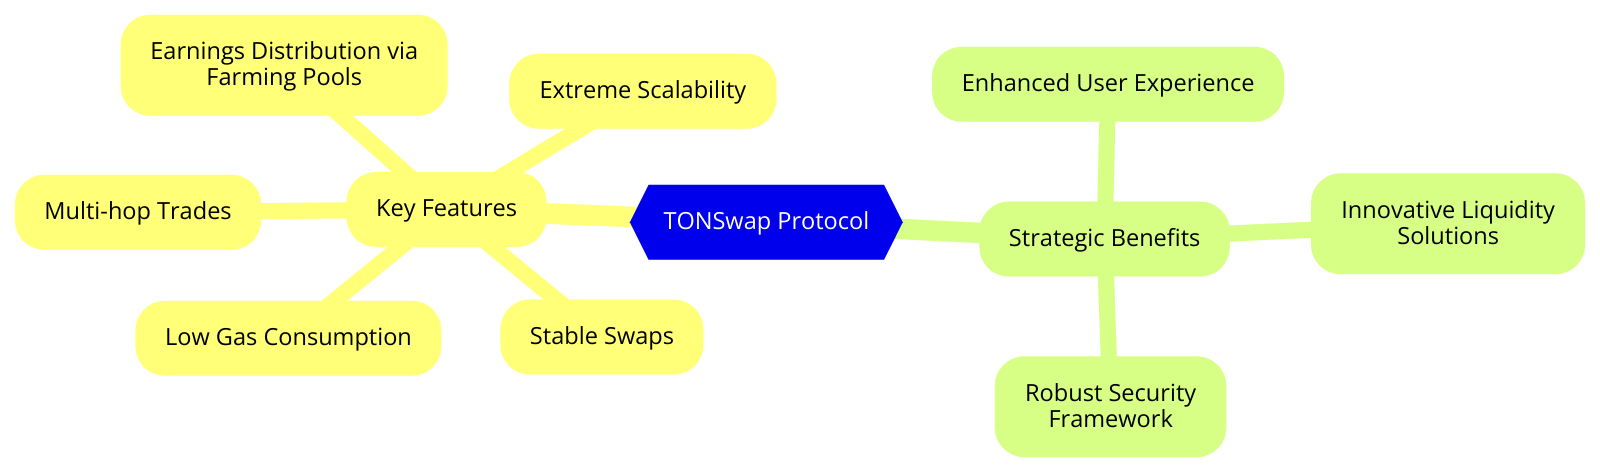 Earnings Distribution via
Farming Pools
Extreme Scalability
Multi-hop Trades
Key Features
Low Gas Consumption
Stable Swaps
TONSwap Protocol
Enhanced User Experience
Strategic Benefits
Innovative Liquidity
Solutions
Robust Security
Framework